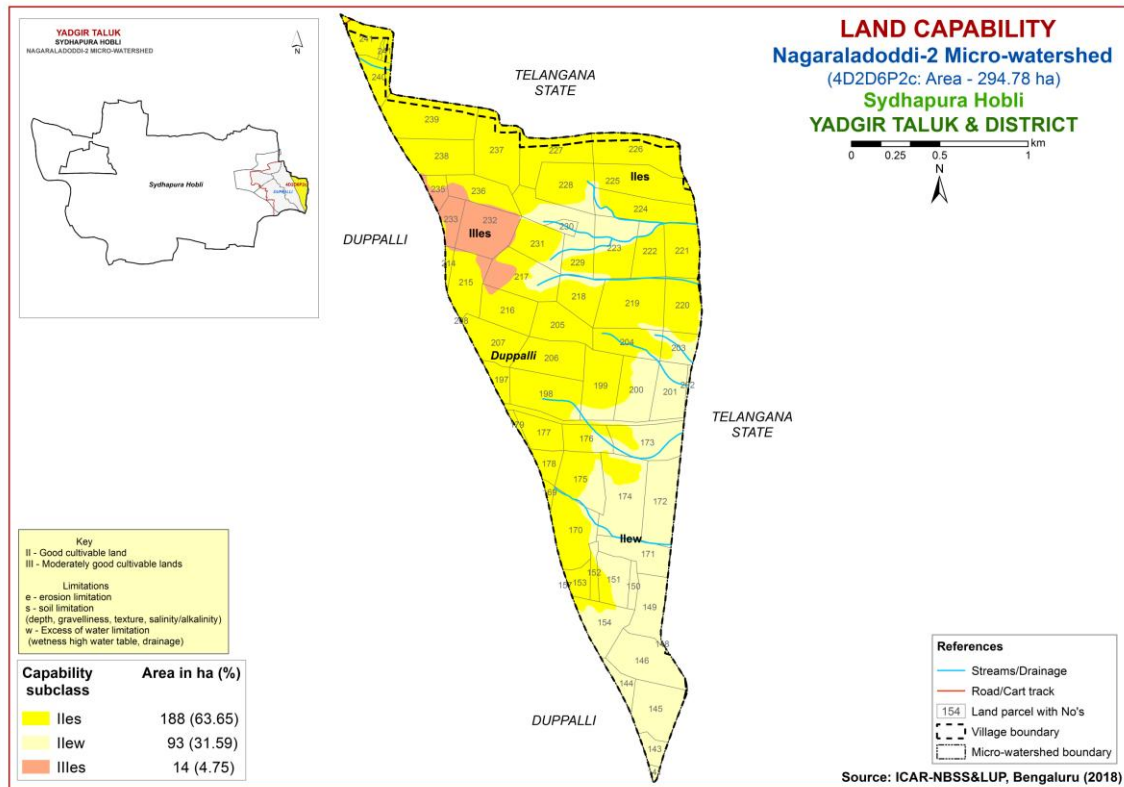 YADGIR TALUK
SYDHAPURA HOBLI
NAGARALADODDI-2 MICRO-WATERSHED
N
Sydhapura Hobli
4D2D6P2c
DUPPALLI
LAND CAPABILITY
Nagaraladoddi-2 Micro-watershed
(4D2D6P2c: Area - 294.78 ha)
Sydhapura Hobli
YADGIR TALUK & DISTRICT
0 0.25 0.5 1 km
N
TELANGANA
STATE
241
240
239
238
237
227
226
228
225
IIes
224
235
236
233
232
IIIes
230
231
223
222
221
229
DUPPALLI
214
215
217
218
219
220
216
205
204
203
207
Duppalli
206
197
199
200
201
202
198
TELANGANA
STATE
179
177
176
173
178
175
174
172
169
170
IIew
171
152
153
151
150
149
154
148
146
144
145
143
DUPPALLI
Key
II - Good cultivable land
III - Moderately good cultivable lands
Limitations
e - erosion limitation
s - soil limitation
(depth, gravelliness, texture, salinity/alkalinity)
w - Excess of water limitation
(wetness high water table, drainage)
Capability Area in ha (%)
subclass
IIes 188 (63.65)
IIew 93 (31.59)
IIIes 14 (4.75)
References
Streams/Drainage
Road/Cart track
154 Land parcel with No's
Village boundary
Micro-watershed boundary
Source: ICAR-NBSS&LUP, Bengaluru (2018)